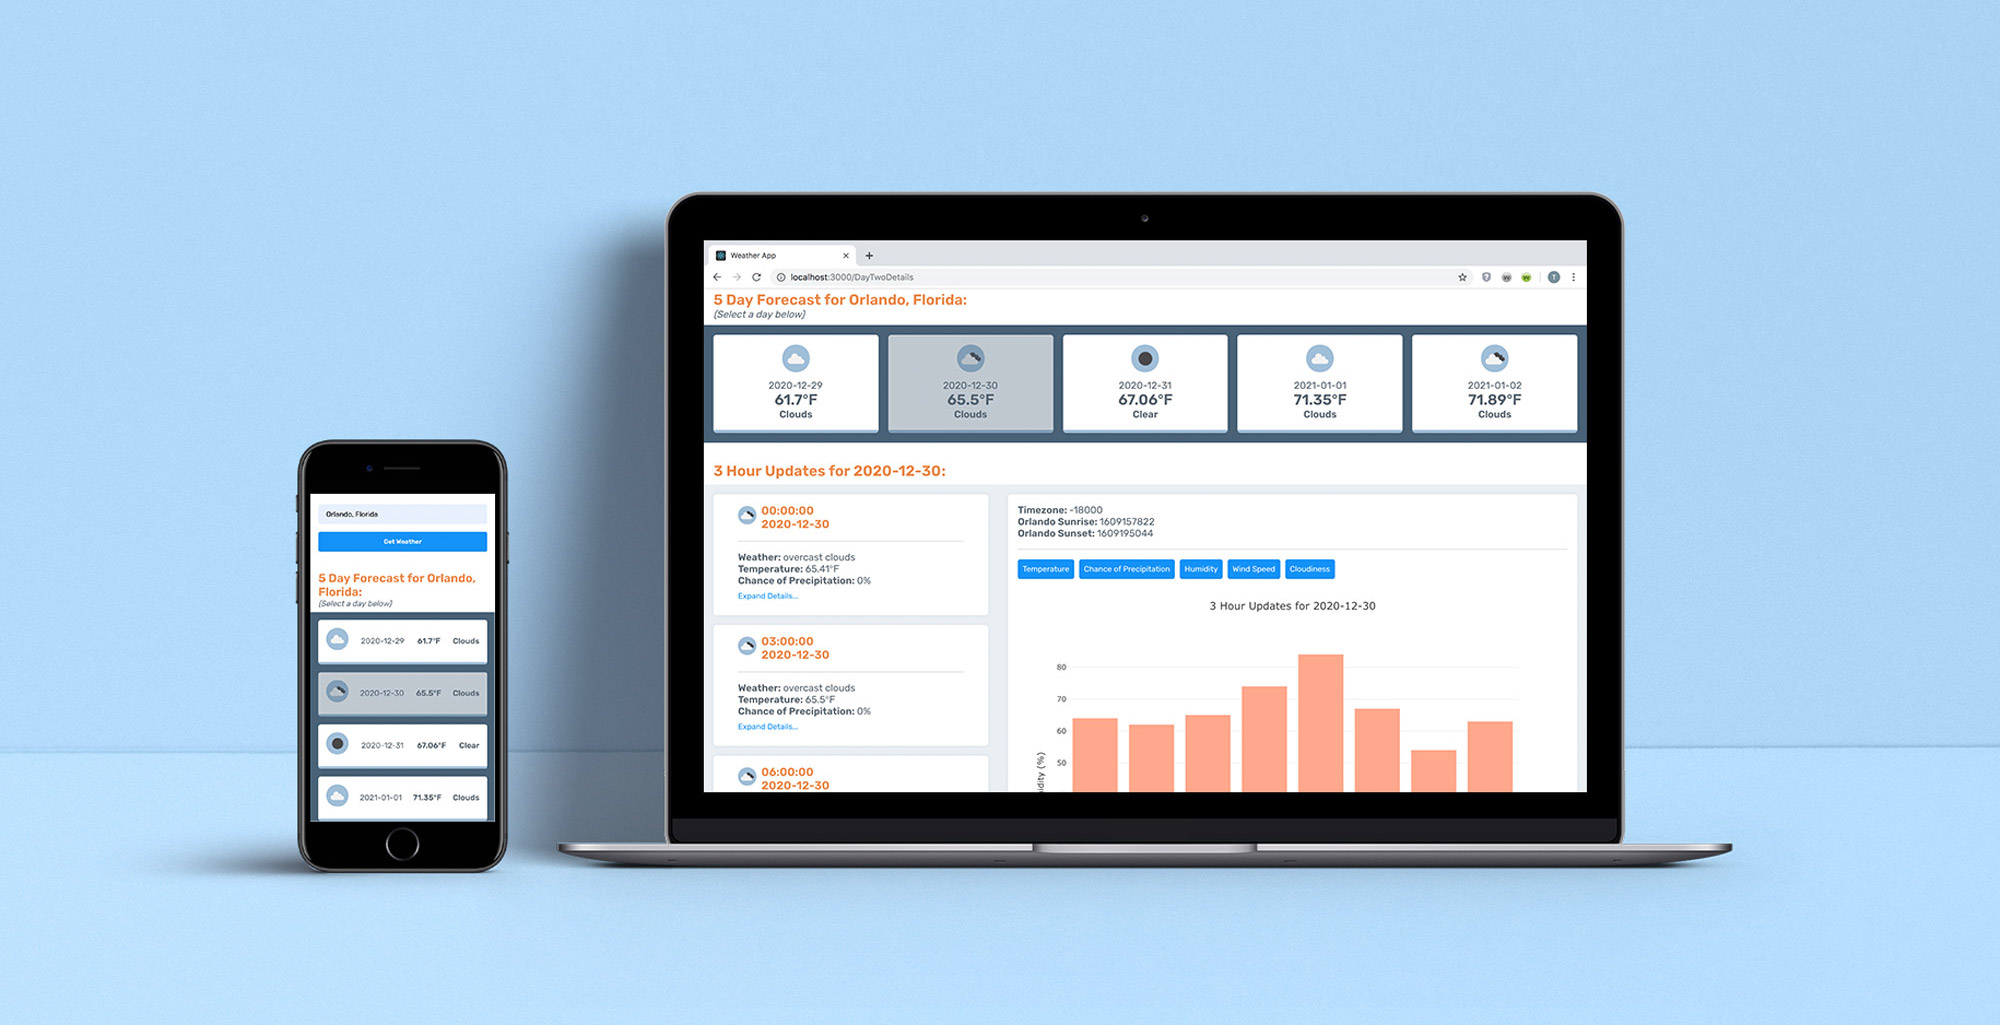 Orlando, Florida
Get Weather
5 Day Forecast for Orlando,
Florida:
(Select a day below)
2020-12-29 61.7°F Clouds
2020-12-30 65.5°F Clouds
2020-12-31 67.06°F Clear
2021-01-01 71.35°F Clouds
Weather App
localhost:3000/DayTwoDetails
T
5 Day Forecast for Orlando, Florida:
(Select a day below)
2020-12-29
61.7°F
Clouds
2020-12-30
65.5°F
Clouds
2020-12-31
67.06°F
Clear
2021-01-01
71.35°F
Clouds
2021-01-02
71.89°F
Clouds
3 Hour Updates for 2020-12-30:
00:00:00
2020-12-30
Weather: overcast clouds
Temperature: 65.41°F
Chance of Precipitation: 0%
Expand Details...
03:00:00
2020-12-30
Weather: overcast clouds
Temperature: 65.5°F
Chance of Precipitation: 0%
Expand Details...
06:00:00
2020-12-30
Timezone: -18000
Orlando Sunrise: 1609157822
Orlando Sunset: 1609195044
Temperature Chance of Precipitation Humidity Wind Speed Cloudiness
3 Hour Updates for 2020-12-30
80
70
60
50
idity (%)